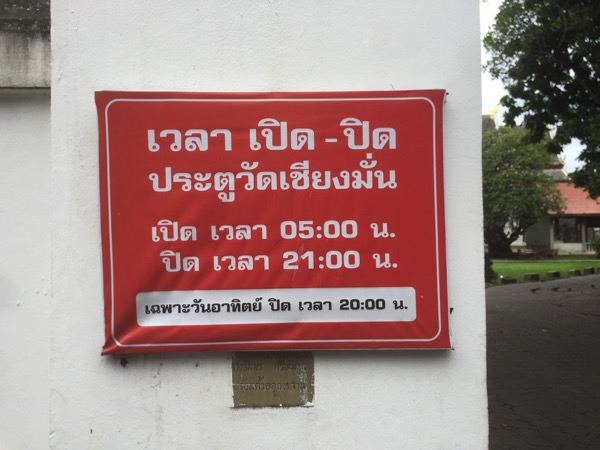 เวลา เปิด - ปิด
ประตูวัดเชียงมั่น
เปิด เวลา 05:00 น.
ปิด เวลา 21:00 น.
เฉพาะวันอาทิตย์ ปิด เวลา 20:00 น.